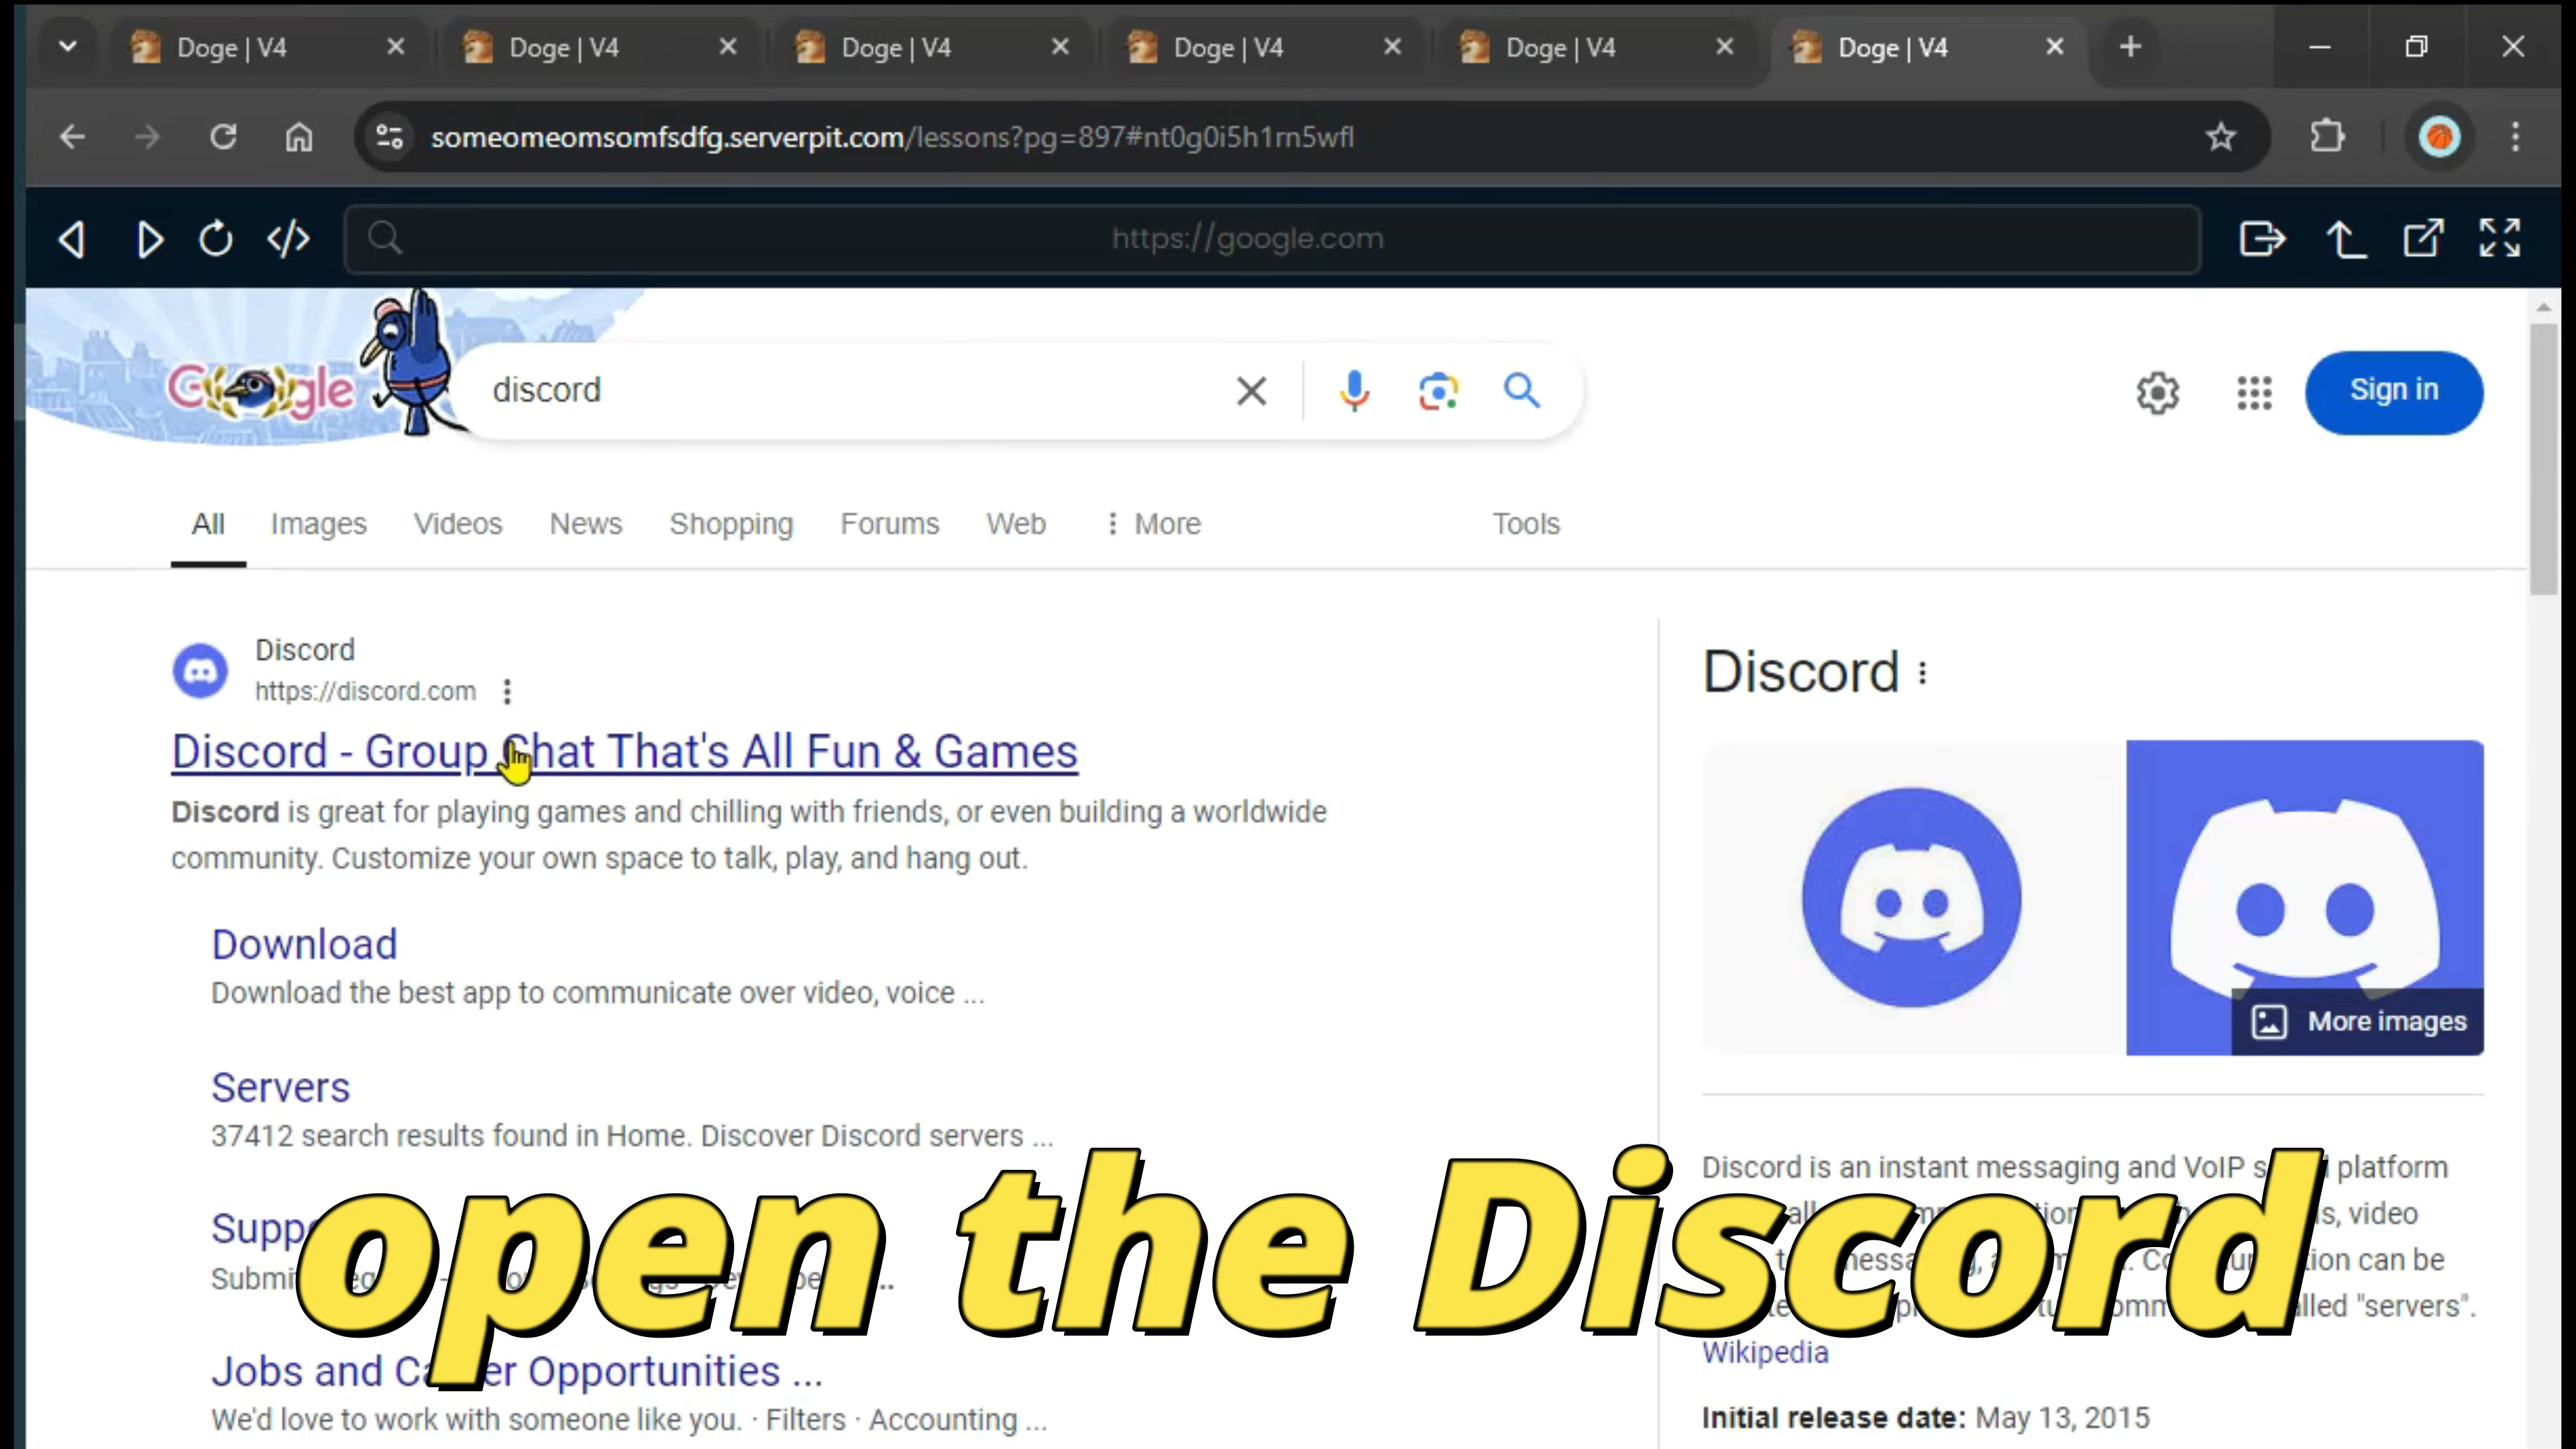 Doge | V4
Doge | V4
Doge | V4
Doge | V4
Doge | V4
Doge | V4
someomeomsomfsdfg.serverpit.com/lessons?pg=897#nt0g0i5h1rn5wfl
https://google.com
Google
discord
Sign in
All
Images
Videos
News
Shopping
Forums
Web
More
Tools
Discord
https://discord.com
Discord - Group Chat That's All Fun & Games
Discord is great for playing games and chilling with friends, or even building a worldwide
community. Customize your own space to talk, play, and hang out.
Download
Download the best app to communicate over video, voice ...
Servers
37412 search results found in Home. Discover Discord servers ...
Jobs and Career Opportunities ...
We'd love to work with someone like you. · Filters · Accounting ...
Discord
More images
Discord is an instant messaging and VoIP platform
video
can be
"servers".
Wikipedia
Initial release date: May 13, 2015
open the Discord